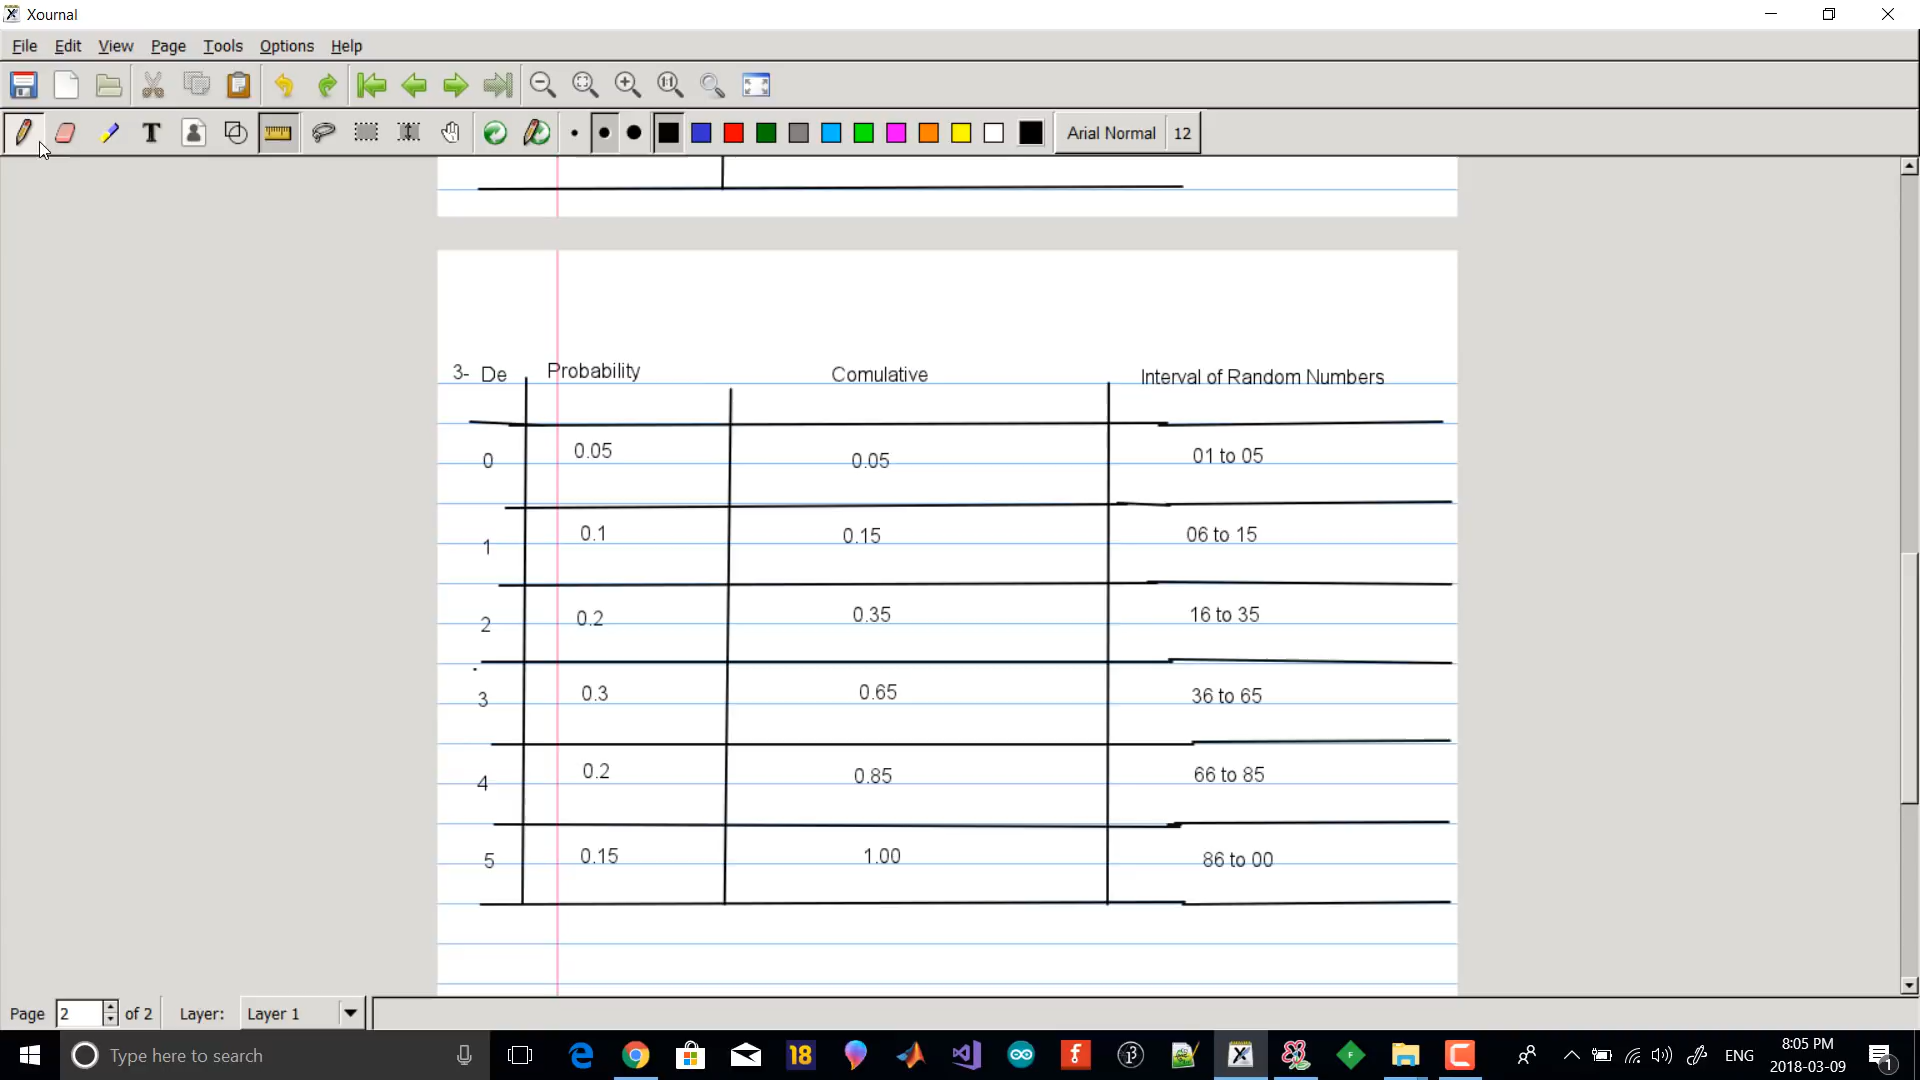 Xournal
File Edit View Page Tools Options Help
Arial Normal 12
3- De Probability Comulative Interval of Random Numbers
0 0.05 0.05 01 to 05
1 0.1 0.15 06 to 15
2 0.2 0.35 16 to 35
3 0.3 0.65 36 to 65
4 0.2 0.85 66 to 85
5 0.15 1.00 86 to 00
Page 2 of 2 Layer: Layer 1
Type here to search
18
ENG
8:05 PM
2018-03-09
1